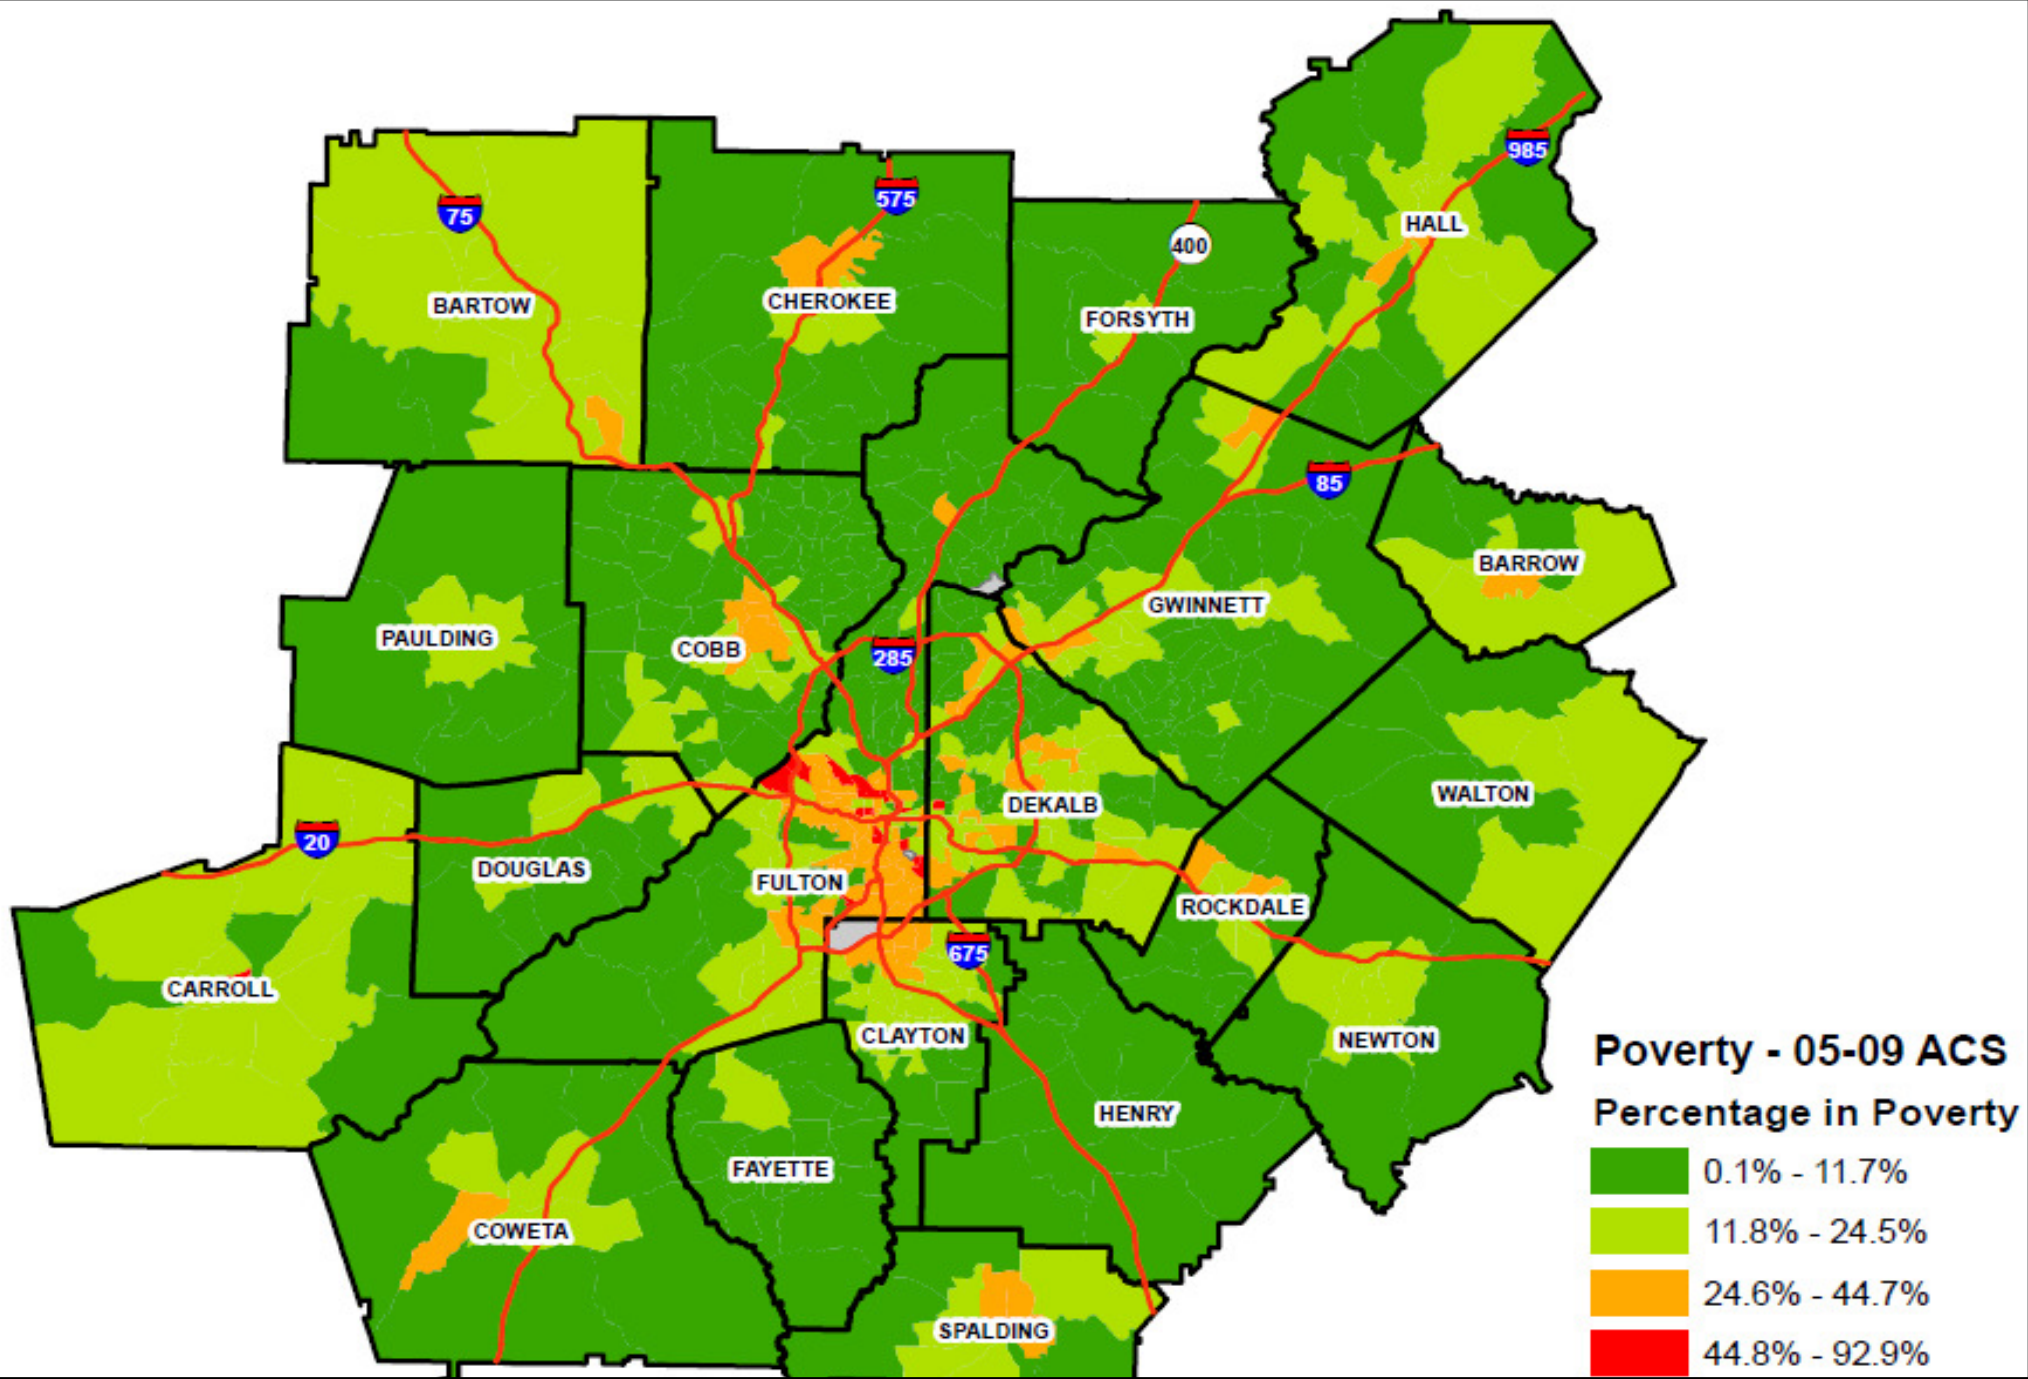 985
575
75
HALL
400
CHEROKEE
BARTOW
FORSYTH
85
BARROW
GWINNETT
PAULDING
COBB
285
WALTON
DEKALB
20
DOUGLAS
FULTON
ROCKDALE
675
CARROLL
CLAYTON
NEWTON
HENRY
FAYETTE
COWETA
SPALDING
Poverty - 05-09 ACS
Percentage in Poverty
0.1% - 11.7%
11.8% - 24.5%
24.6% - 44.7%
44.8% - 92.9%